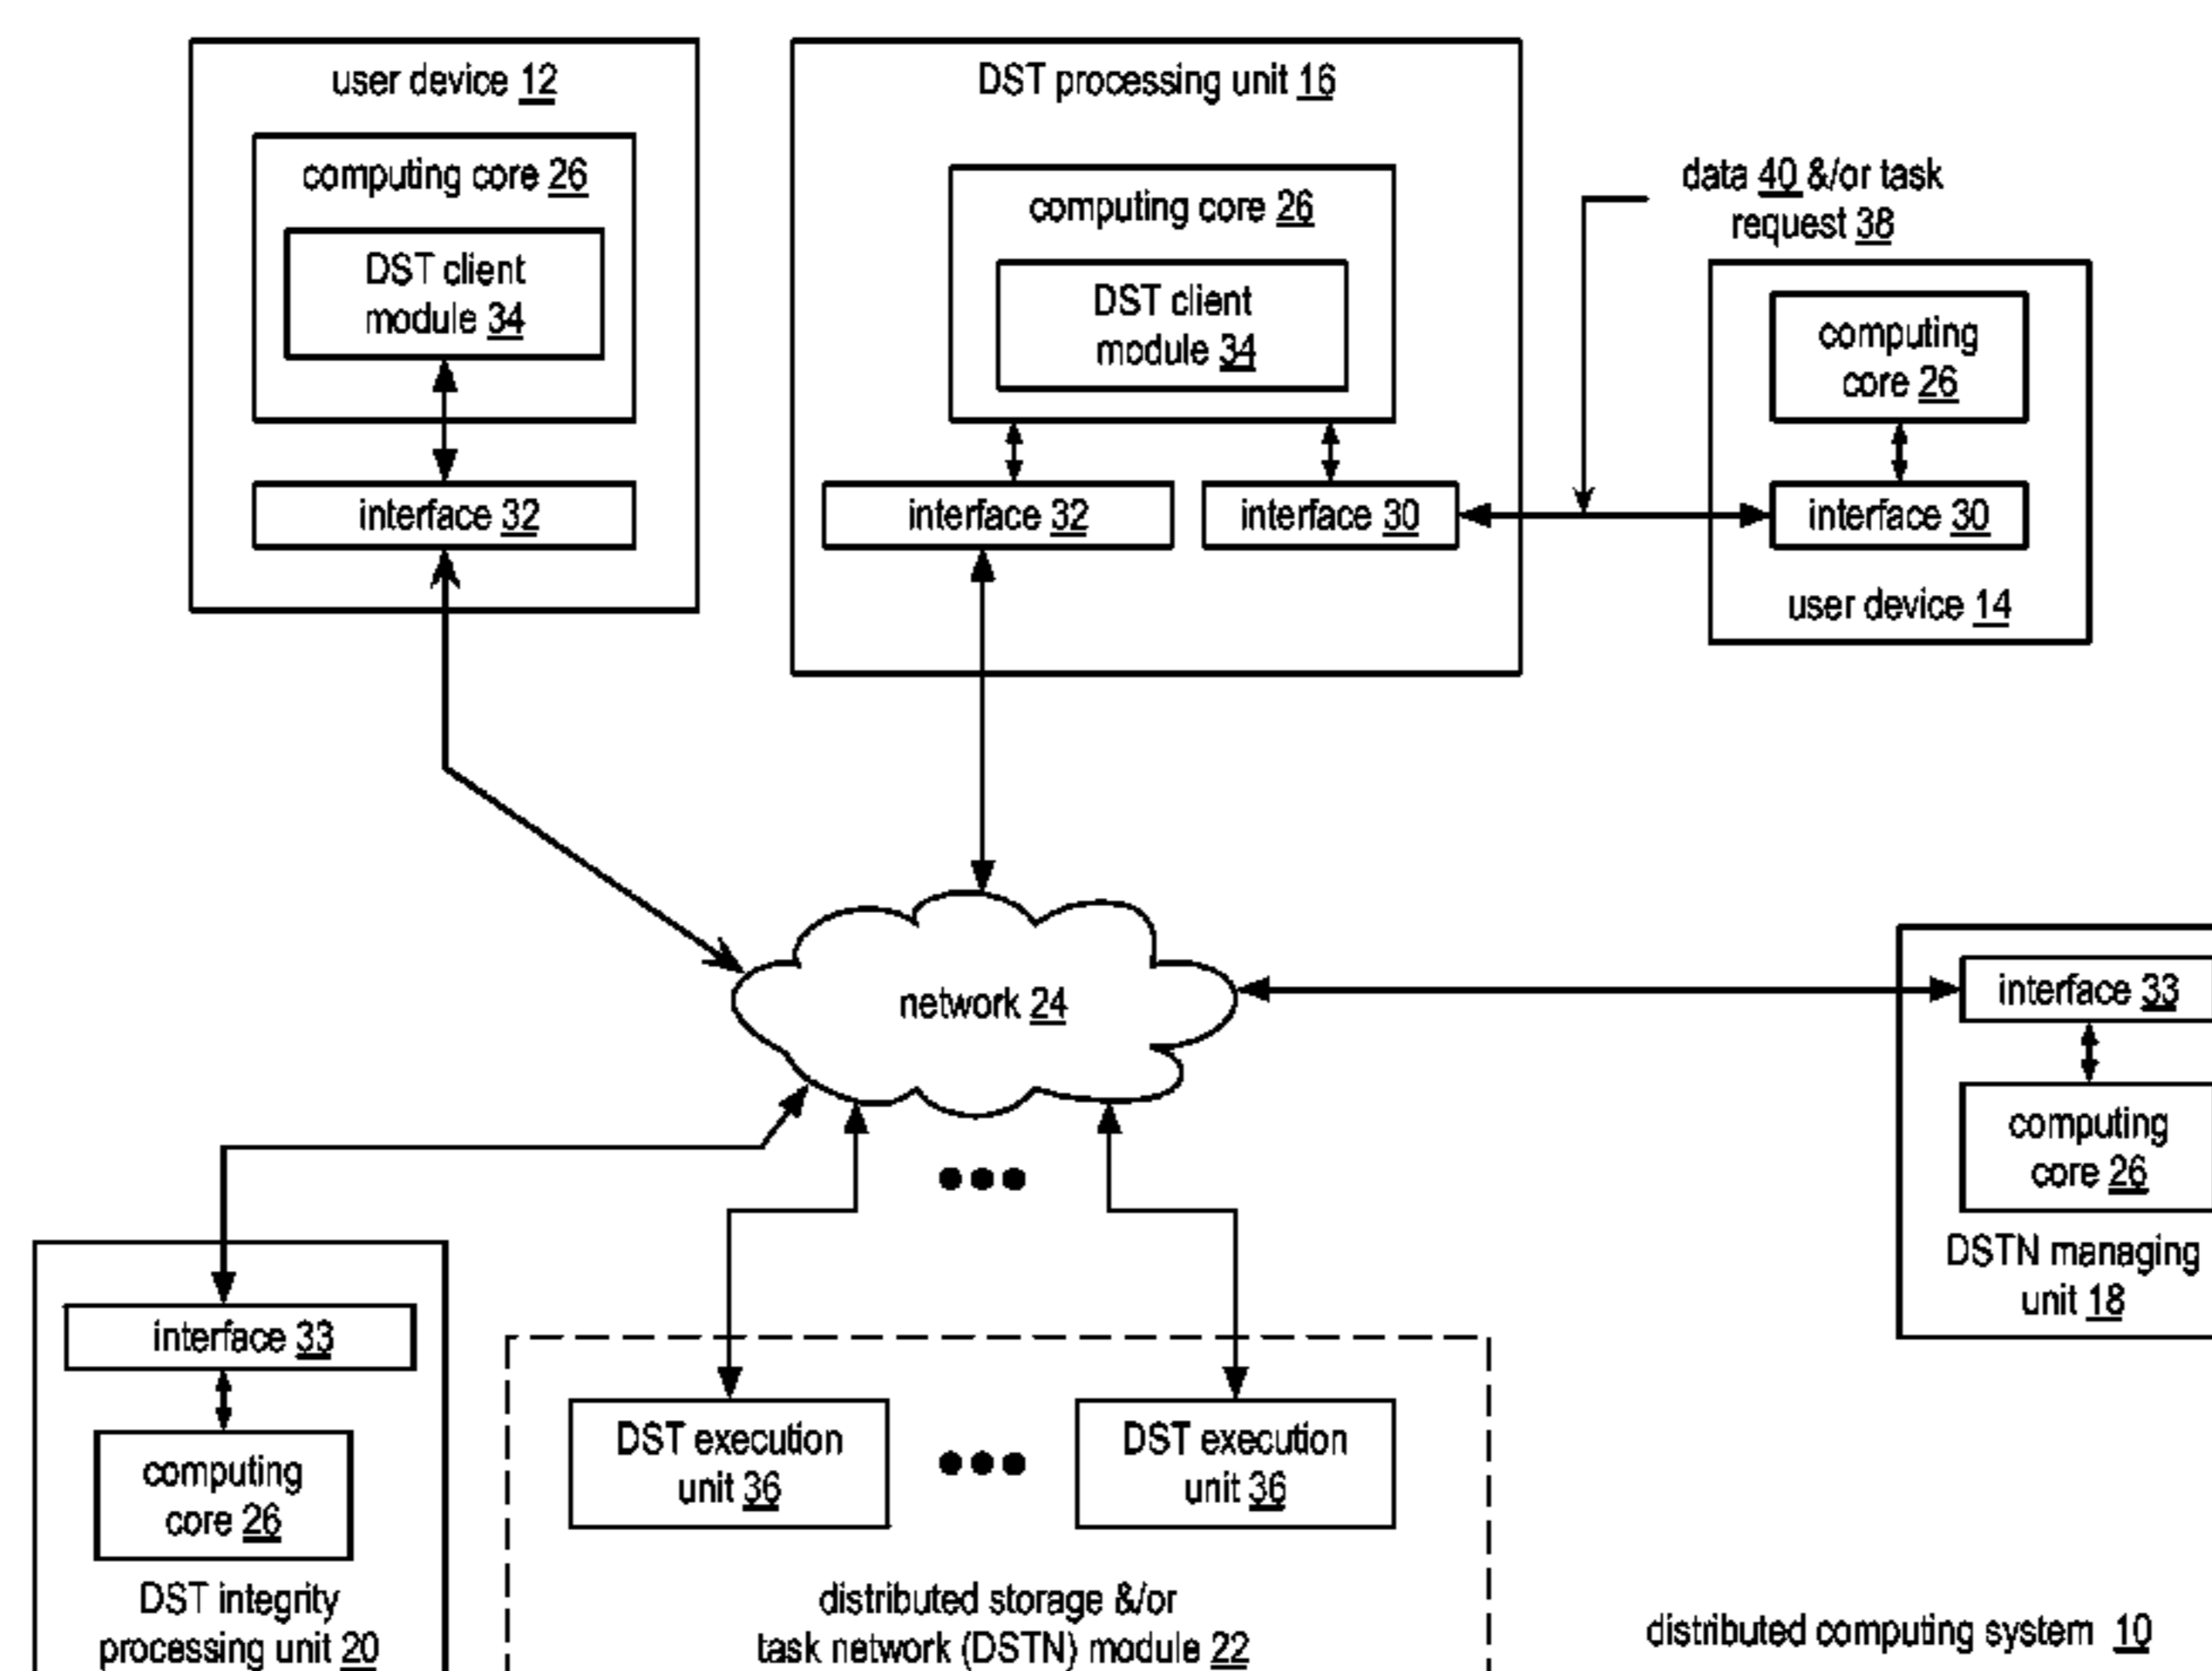 user device 12
computing core 26
DST client
module 34
interface 32
DST processing unit 16
computing core 26
DST client
module 34
interface 32
interface 30
data 40 &/or task
request 38
computing
core 26
interface 30
user device 14
network 24
interface 33
computing
core 26
DSTN managing
unit 18
interface 33
computing
core 26
DST integrity
processing unit 20
DST execution
unit 36
DST execution
unit 36
distributed storage &/or
task network (DSTN) module 22
distributed computing system 10